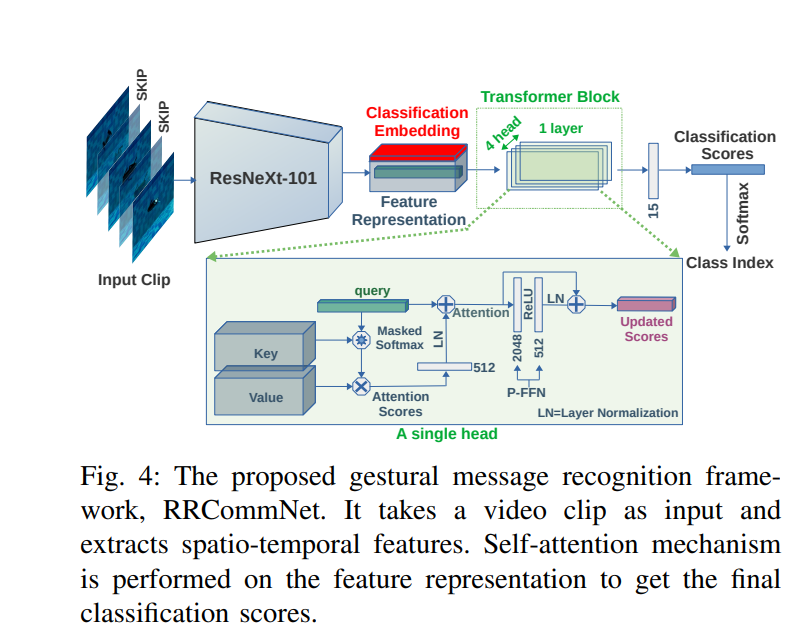 SKIP
SKIP
Input Clip
ResNeXt-101
Classification
Embedding
Feature
Representation
Transformer Block
4 head
1 layer
15
Classification
Scores
Softmax
Class Index
query
Key
Value
Masked
Softmax
LN
512
Attention
Scores
Attention
2048
ReLU
512
P-FFN
LN
Updated
Scores
LN=Layer Normalization
A single head
Fig. 4: The proposed gestural message recognition frame-
work, RRCommNet. It takes a video clip as input and
extracts spatio-temporal features. Self-attention mechanism
is performed on the feature representation to get the final
classification scores.